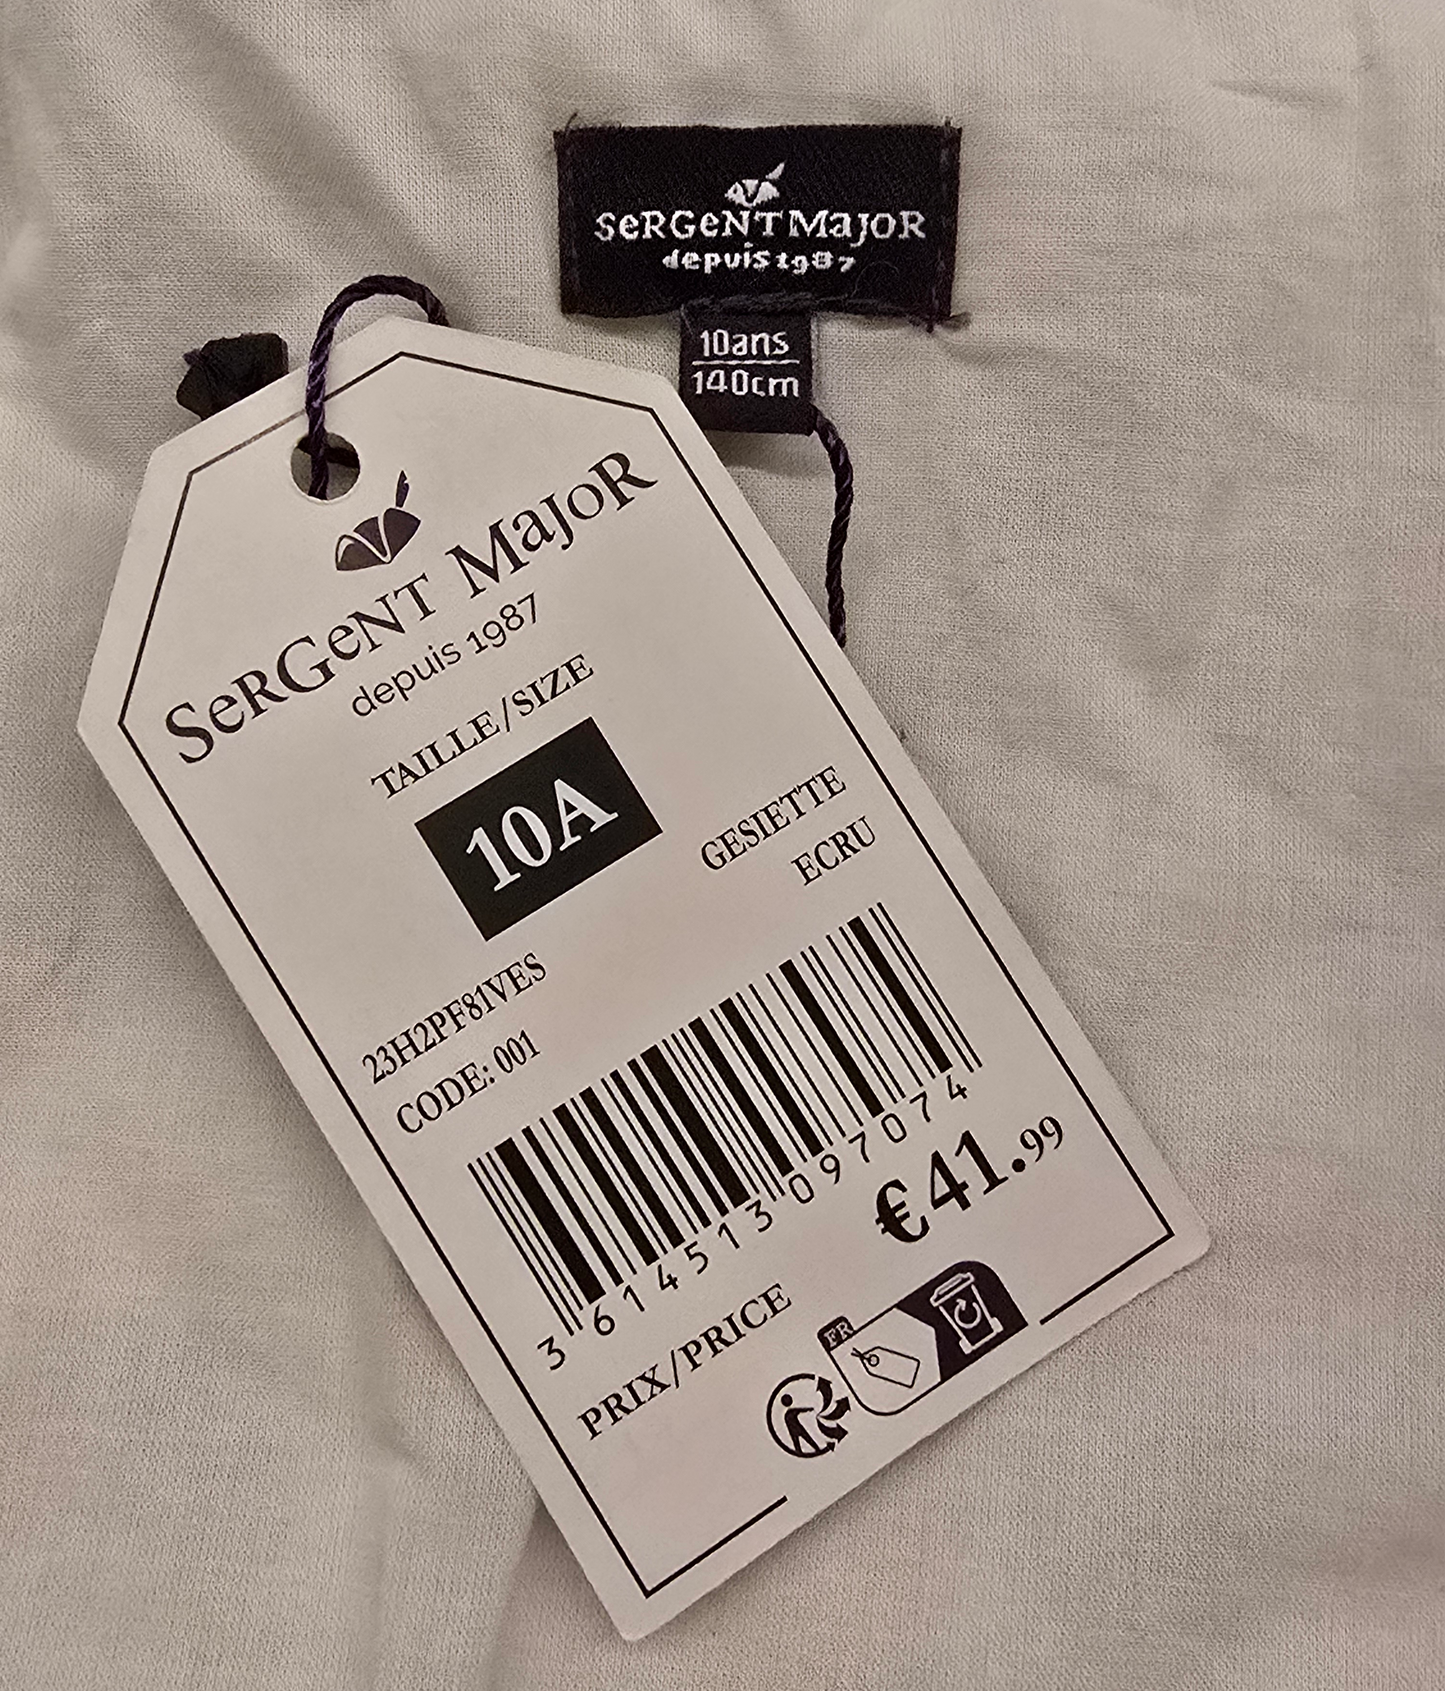 SeRGeNT MaJoR
depuis 1987
10ans
140cm
SeRGeNT MaJoR
depuis 1987
TAILLE/SIZE
10A
GESIETTE
ECRU
23H2PF81VES
CODE: 001
3 614513 097074
€41.99
PRIX/PRICE
FR